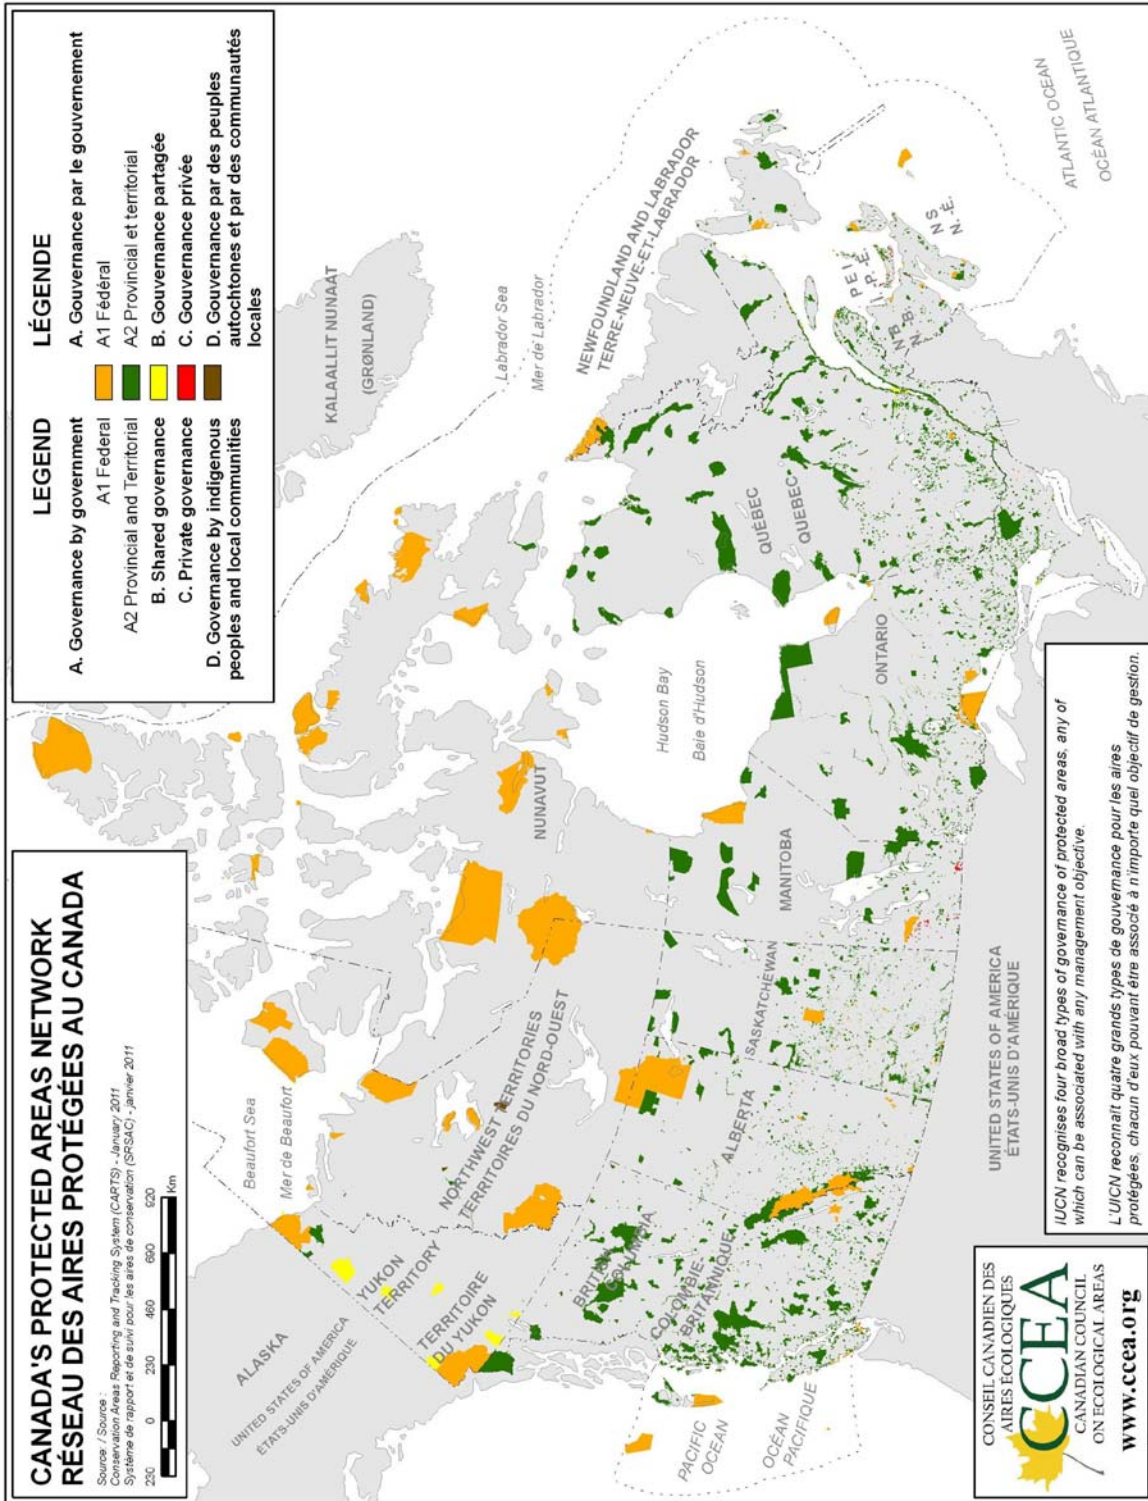 CANADA'S PROTECTED AREAS NETWORK
RÉSEAU DES AIRES PROTÉGÉES AU CANADA
Source: / Source :
Conservation Areas Reporting and Tracking System (CARTS) - January 2011
Système de rapport et de suivi pour les aires de conservation (SRSAC) - janvier 2011
230 0 230 460 690 920
Km
LEGEND
A. Governance by government
A1 Federal
A2 Provincial and Territorial
B. Shared governance
C. Private governance
D. Governance by indigenous
peoples and local communities
LÉGENDE
A. Gouvernance par le gouvernement
A1 Fédéral
A2 Provincial et territorial
B. Gouvernance partagée
C. Gouvernance privée
D. Gouvernance par des peuples
autochtones et par des communautés
locales
KALAALLIT NUNAAT
(GRØNLAND)
Beaufort Sea
Mer de Beaufort
Labrador Sea
Mer de Labrador
ALASKA
UNITED STATES OF AMERICA
ÉTATS-UNIS D'AMÉRIQUE
YUKON
TERRITORY
TERRITOIRE
DU YUKON
NORTHWEST TERRITORIES
TERRITOIRES DU NORD-OUEST
NUNAVUT
Hudson Bay
Baie d'Hudson
NEWFOUNDLAND AND LABRADOR
TERRE-NEUVE-ET-LABRADOR
BRITISH
COLUMBIA
COLOMBIE-
BRITANNIQUE
ALBERTA
SASKATCHEWAN
MANITOBA
ONTARIO
QUÉBEC
QUEBEC
P.E.I
I.P.É.
N.B.
N.B.
N S
N.É.
PACIFIC
OCEAN
OCÉAN
PACIFIQUE
ATLANTIC OCEAN
OCÉAN ATLANTIQUE
UNITED STATES OF AMERICA
ÉTATS-UNIS D'AMÉRIQUE
CONSEIL CANADIEN DES
AIRES ÉCOLOGIQUES
CCEA
CANADIAN COUNCIL
ON ECOLOGICAL AREAS
www.ccea.org
IUCN recognises four broad types of governance of protected areas, any of
which can be associated with any management objective.
L'UICN reconnaît quatre grands types de gouvernance pour les aires
protégées, chacun d'eux pouvant être associé à n'importe quel objectif de gestion.